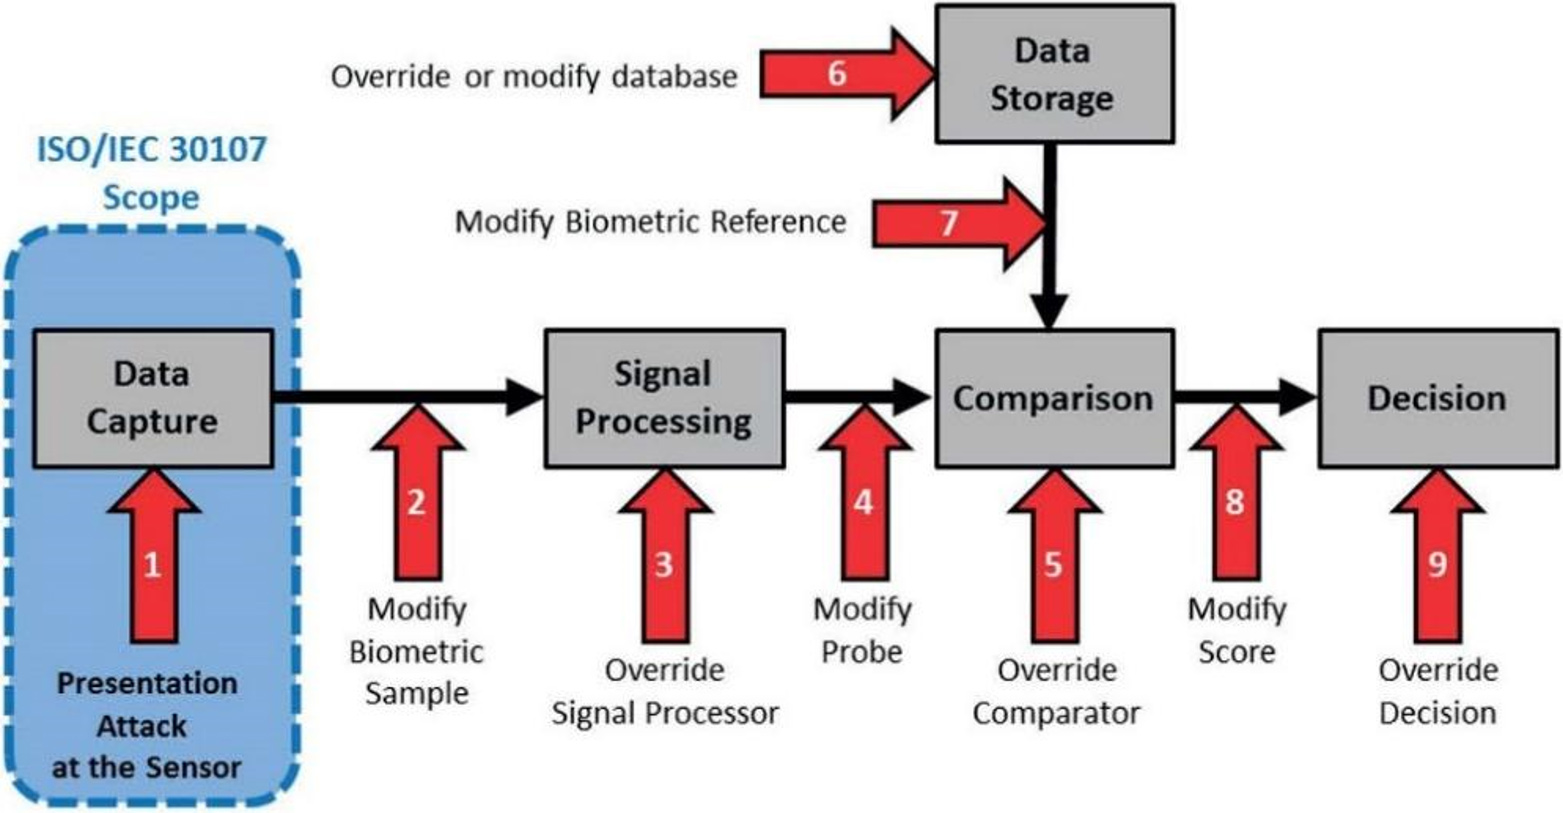 Data
Storage
Override or modify database
6
ISO/IEC 30107
Scope
Modify Biometric Reference
7
Data
Capture
Signal
Processing
Comparison
Decision
1
2
3
4
5
8
9
Presentation
Attack
at the Sensor
Modify
Biometric
Sample
Override
Signal Processor
Modify
Probe
Override
Comparator
Modify
Score
Override
Decision